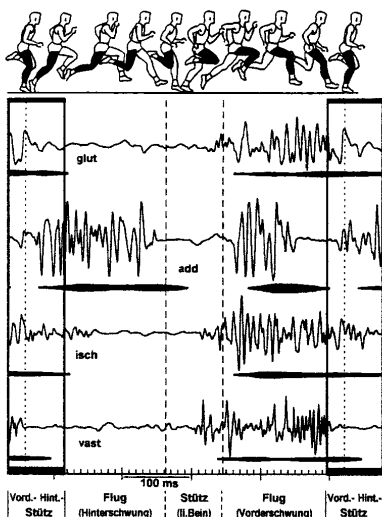 glut
add
isch
vast
100 ms
Vord.- Hint.- Flug Stütz Flug Vord.- Hint.-
Stütz (Hinterschwung) (li.Bein) (Vorderschwung) Stütz